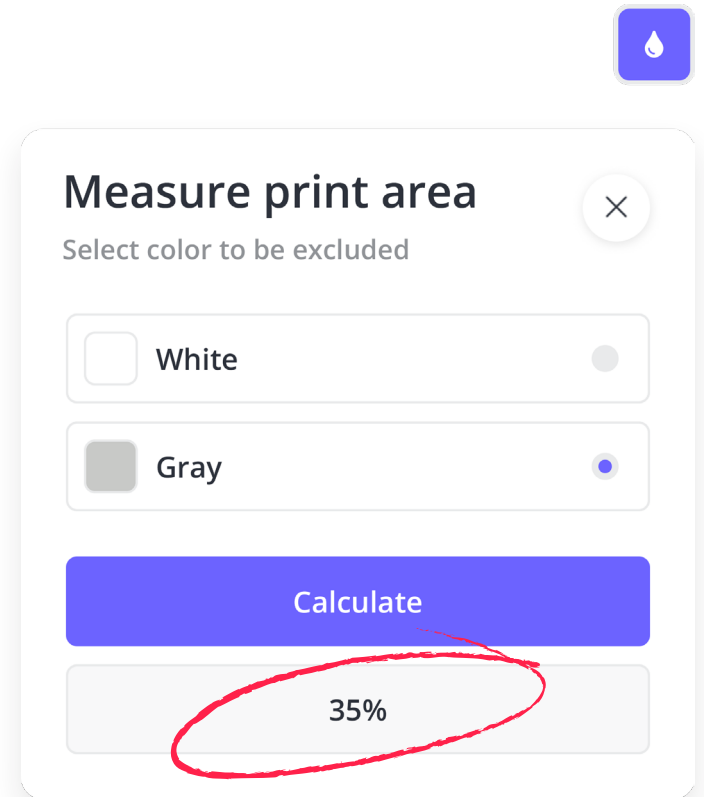 Measure print area
Select color to be excluded
White
Gray
Calculate
35%